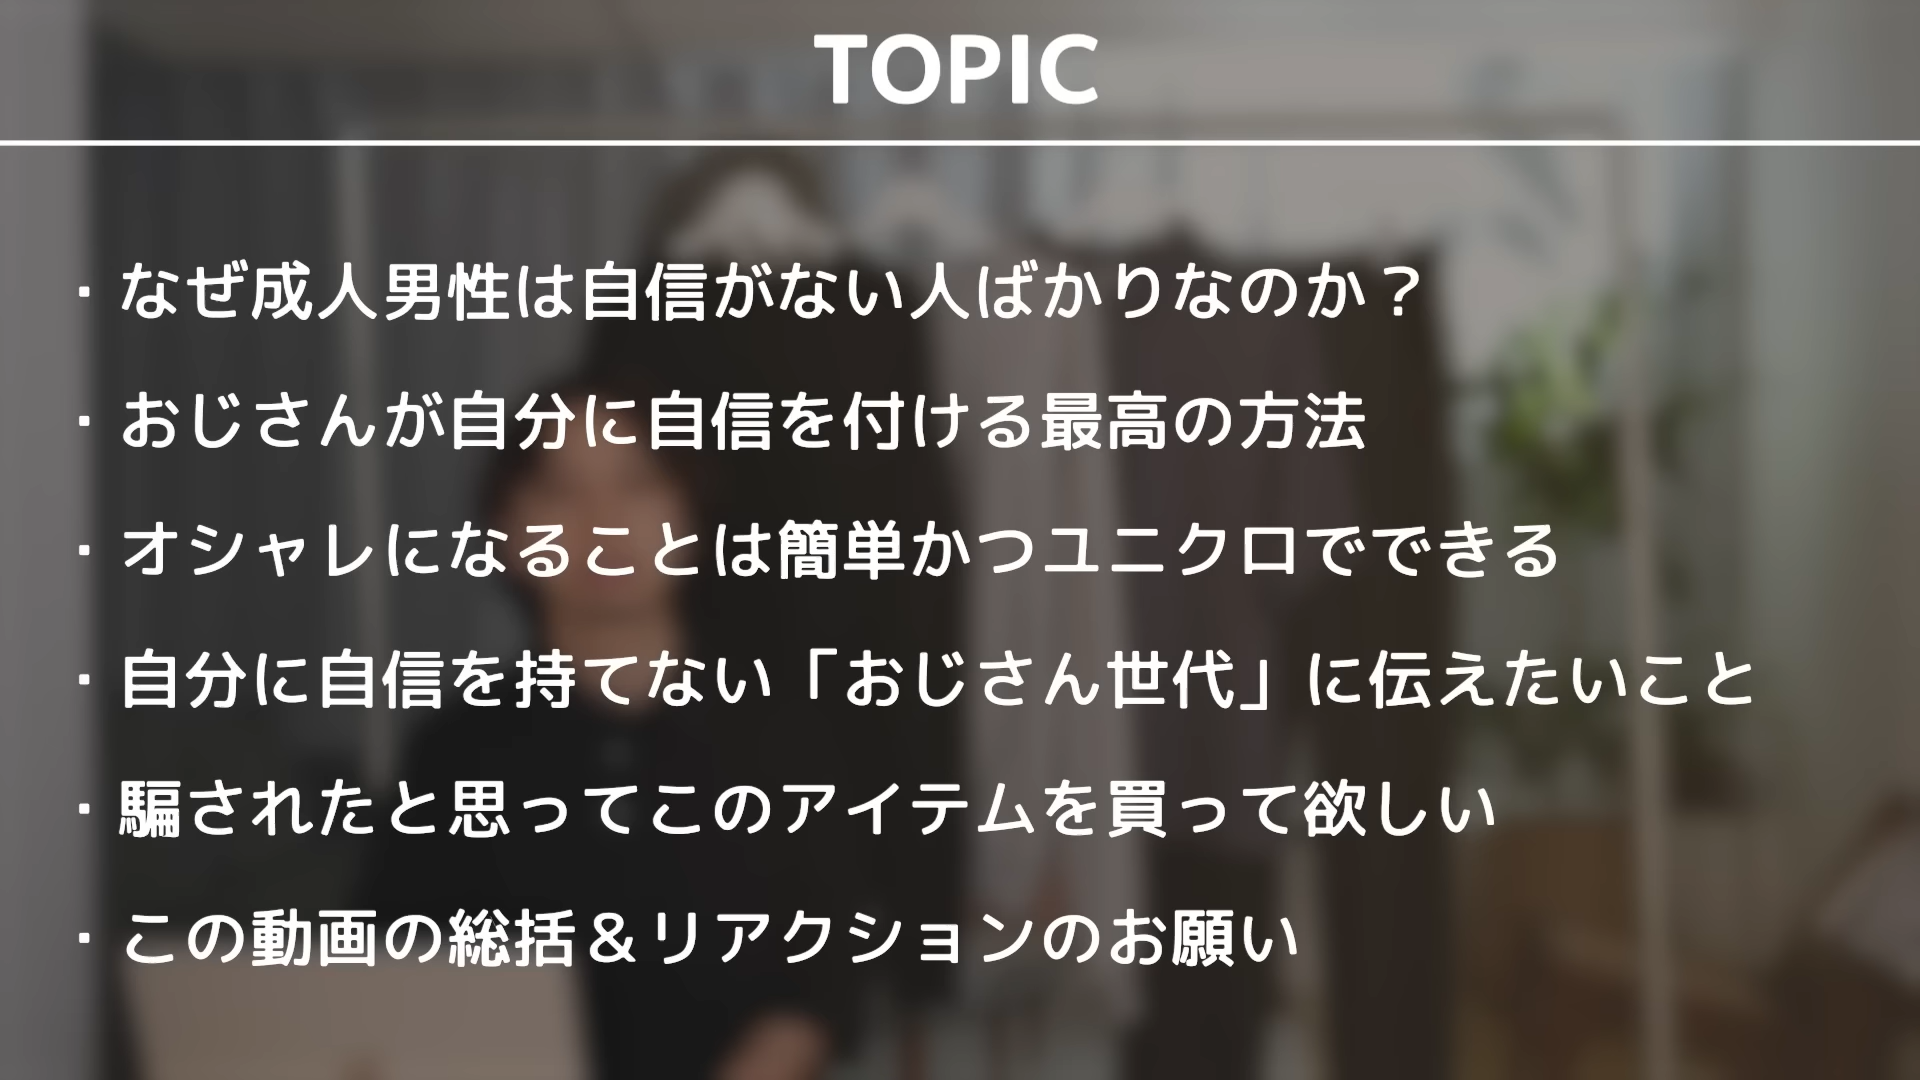 TOPIC
・なぜ成人男性は自信がない人ばかりなのか？
・おじさんが自分に自信を付ける最高の方法
・オシャレになることは簡単かつユニクロでできる
・自分に自信を持てない「おじさん世代」に伝えたいこと
・騙されたと思ってこのアイテムを買って欲しい
・この動画の総括＆リアクションのお願い